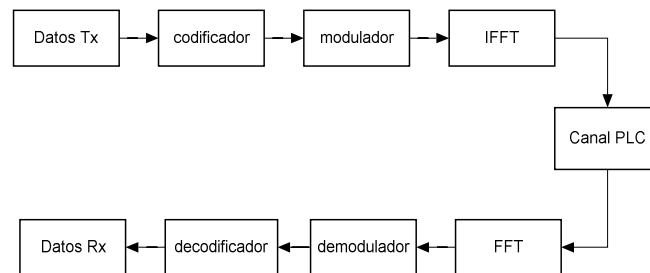 Datos Tx
codificador
modulador
IFFT
Canal PLC
Datos Rx
decodificador
demodulador
FFT